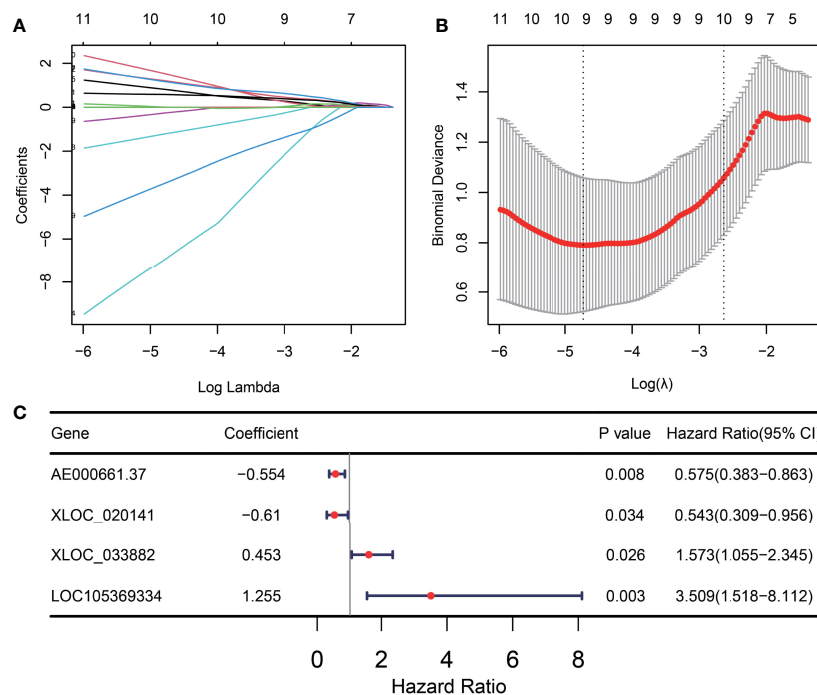 A
11 10 10 9 7
2
0
−2
−4
−6
−8
Coefficients
−6 −5 −4 −3 −2
Log Lambda
B
11 10 10 9 9 9 9 9 9 9 10 9 7 5
1.4
1.2
1.0
0.8
0.6
Binomial Deviance
−6 −5 −4 −3 −2
Log(λ)
C
Gene Coefficient P value Hazard Ratio(95% CI)
AE000661.37 −0.554 0.008 0.575(0.383−0.863)
XLOC_020141 −0.61 0.034 0.543(0.309−0.956)
XLOC_033882 0.453 0.026 1.573(1.055−2.345)
LOC105369334 1.255 0.003 3.509(1.518−8.112)
0 2 4 6 8
Hazard Ratio